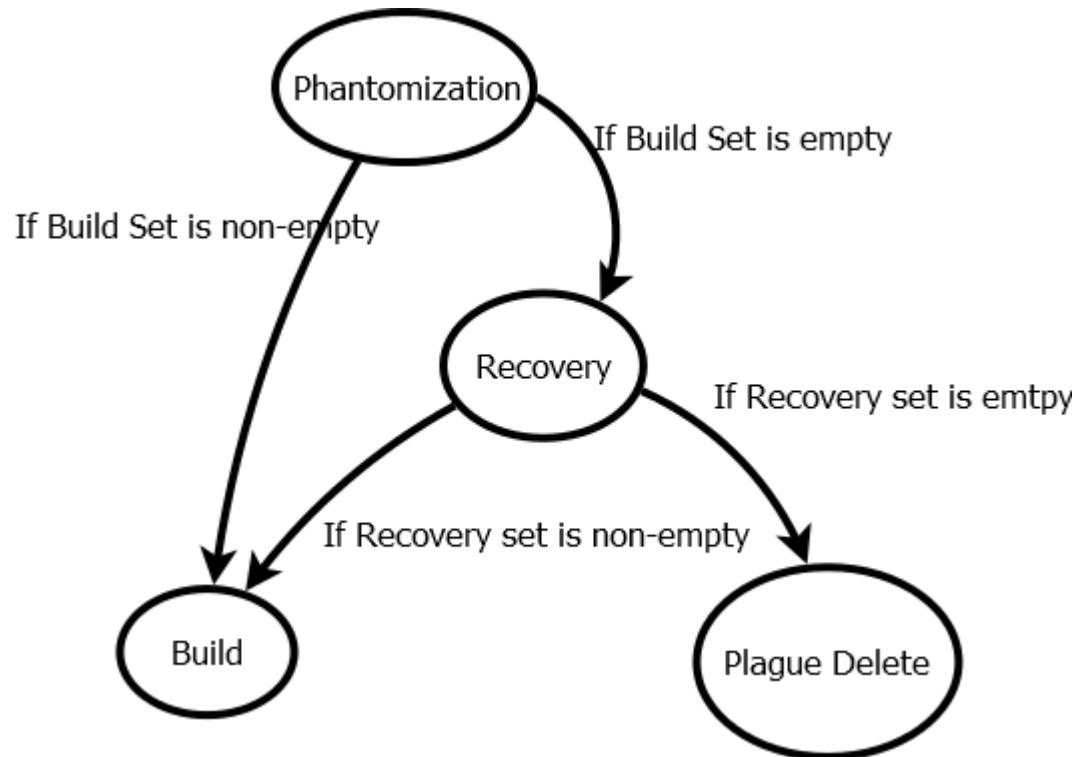 Phantomization
If Build Set is empty
If Build Set is non-empty
Recovery
If Recovery set is emtpy
If Recovery set is non-empty
Build
Plague Delete